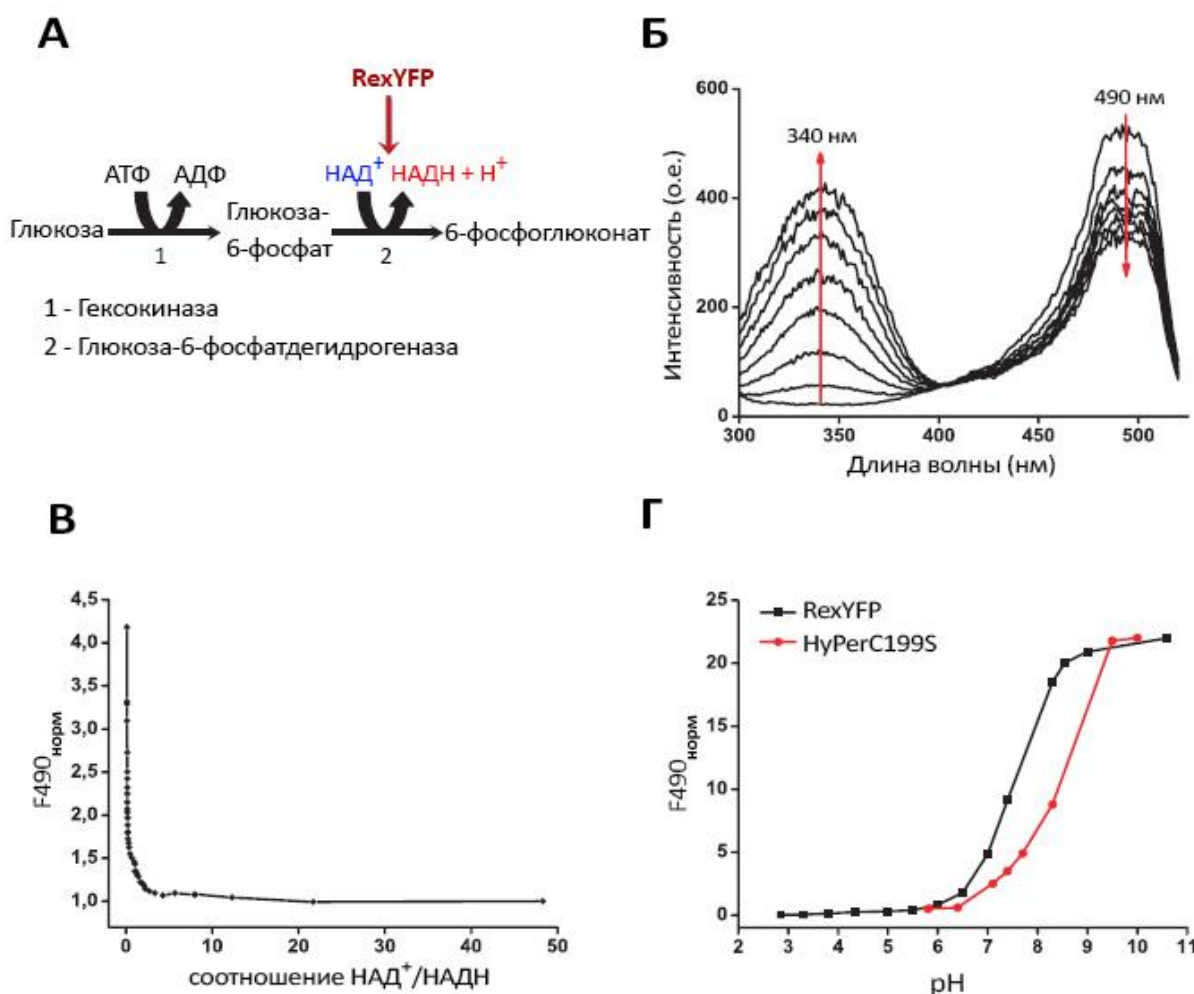 А
RexYFP
АТФ АДФ НАД+ НАДН + Н+
Глюкоза Глюкоза-6-фосфат 6-фосфоглюконат
1 2
1 - Гексокиназа
2 - Глюкоза-6-фосфатдегидрогеназа
Б
600
400
200
0
Интенсивность (о.е.)
340 нм
490 нм
300 350 400 450 500
Длина волны (нм)
В
4,5
4,0
3,5
3,0
2,5
2,0
1,5
1,0
F490норм
0 10 20 30 40 50
соотношение НАД+/НАДН
Г
25
20
15
10
5
0
F490норм
RexYFP
HyPerC199S
2 3 4 5 6 7 8 9 10 11
pH